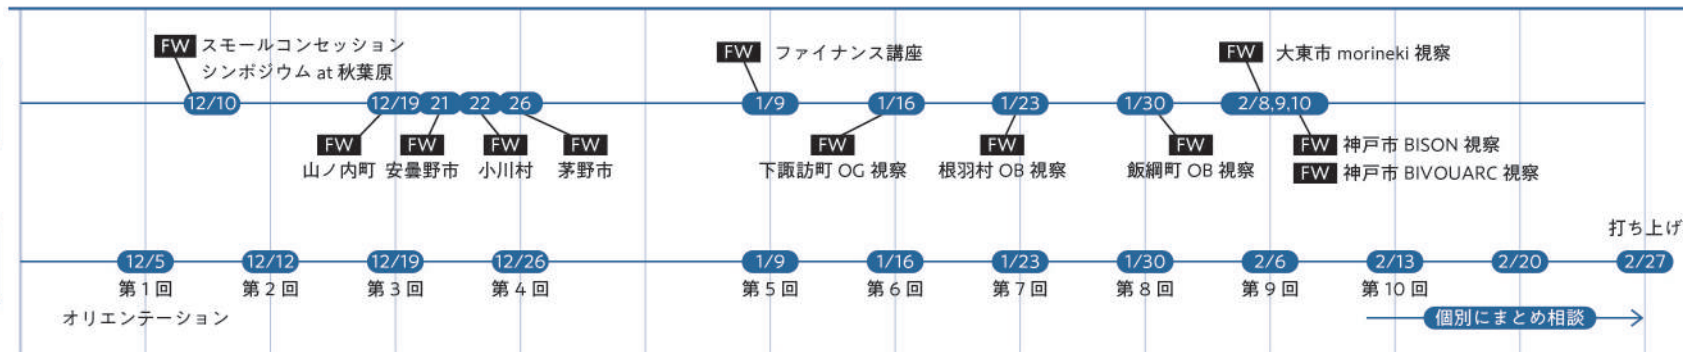 FW スモールコンセッション
シンポジウム at 秋葉原
FW ファイナンス講座
FW 大東市 morineki 視察
12/10 12/19 21 22 26 1/9 1/16 1/23 1/30 2/8,9,10
FW 山ノ内町
FW 安曇野市
FW 小川村
FW 茅野市
FW 下諏訪町 OG 視察
FW 根羽村 OB 視察
FW 飯綱町 OB 視察
FW 神戸市 BISON 視察
FW 神戸市 BIVOUARC 視察
打ち上げ
12/5 12/12 12/19 12/26 1/9 1/16 1/23 1/30 2/6 2/13 2/20 2/27
第1回 第2回 第3回 第4回 第5回 第6回 第7回 第8回 第9回 第10回
オリエンテーション
個別にまとめ相談